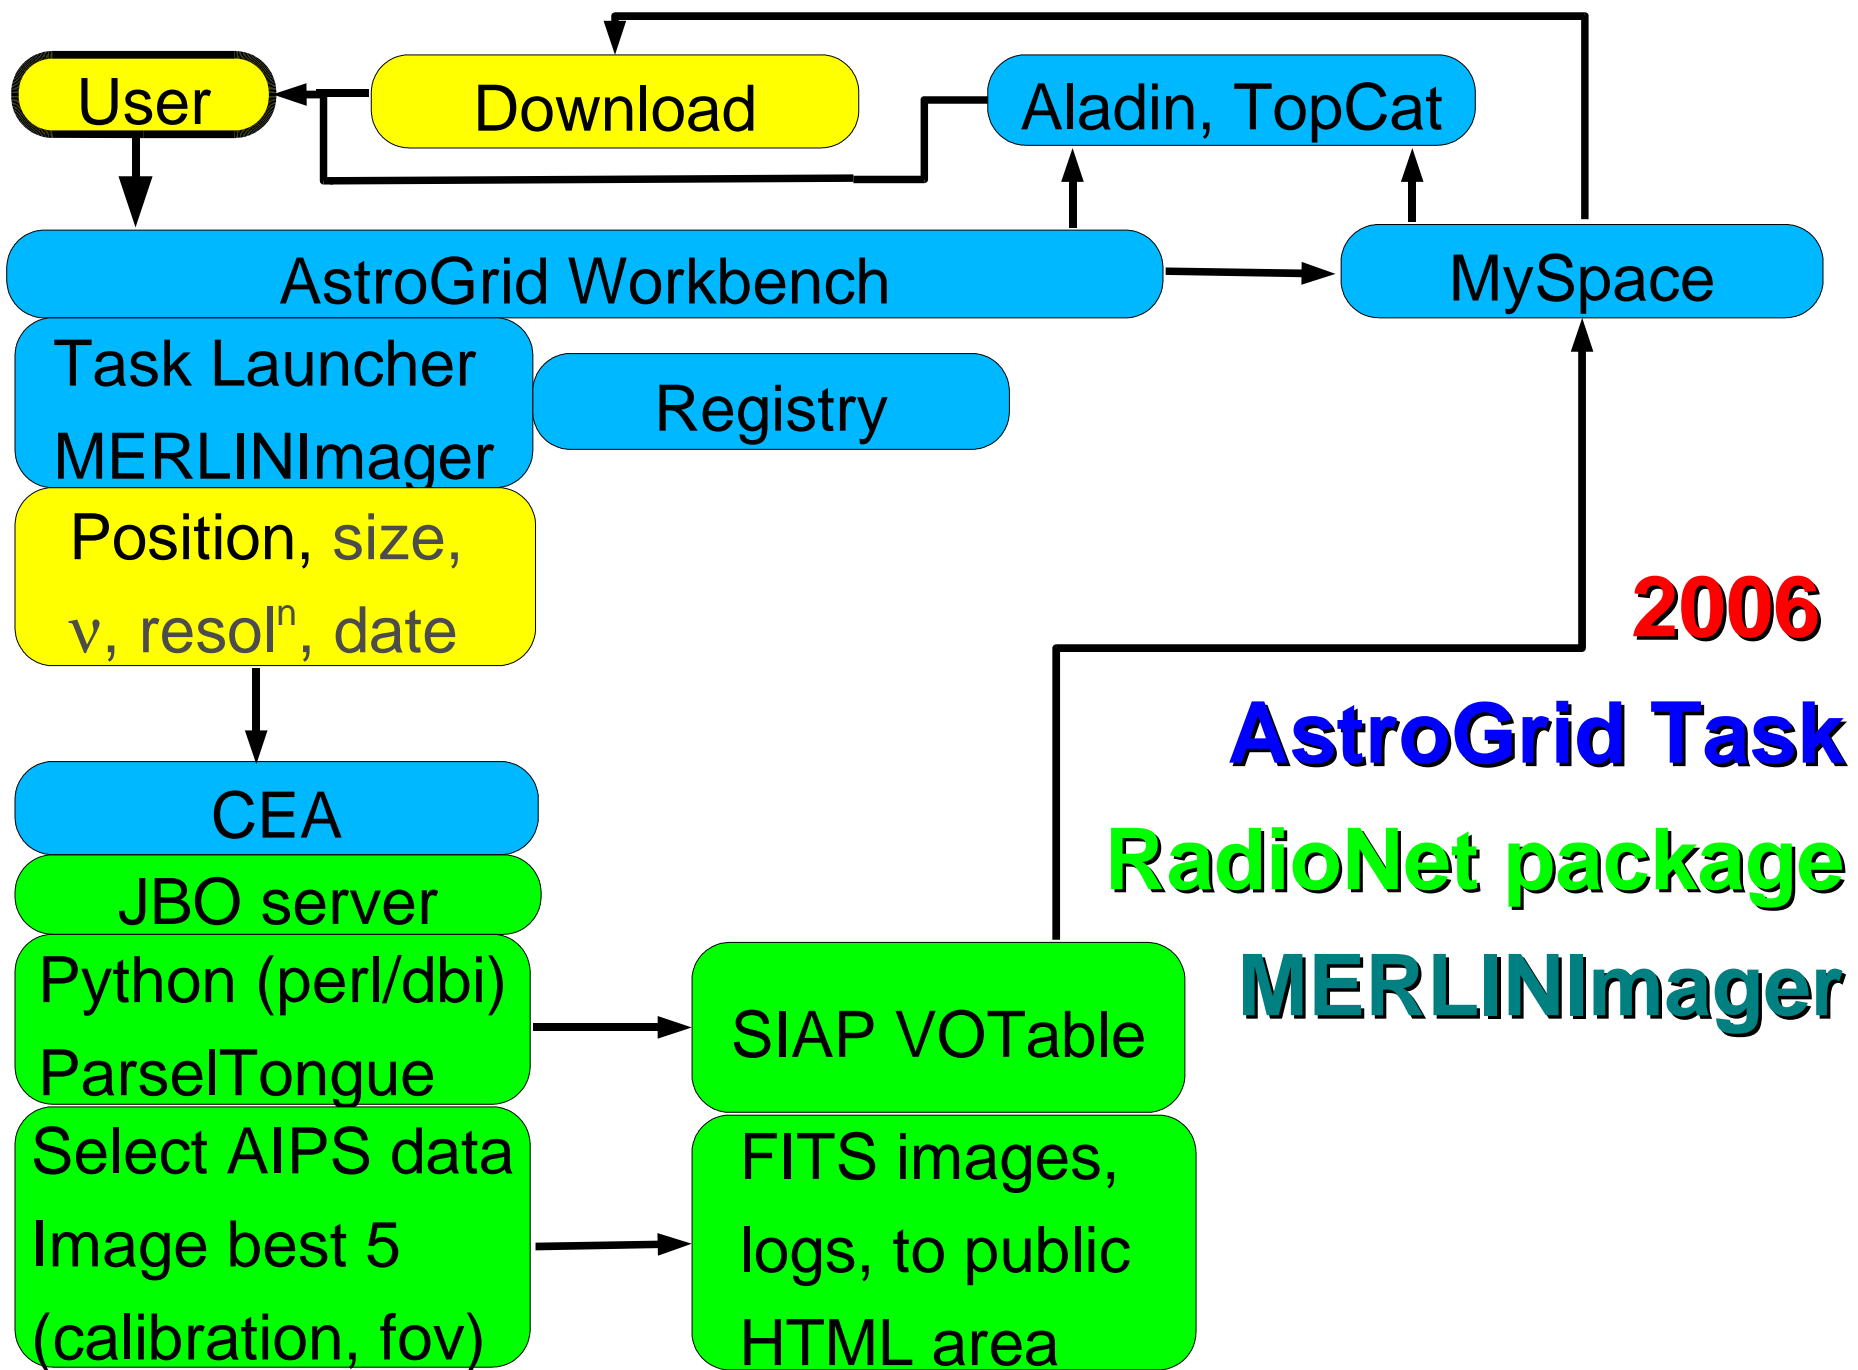 User
Download
Aladin, TopCat
AstroGrid Workbench
MySpace
Task Launcher
MERLINImager
Registry
Position, size,
ν, resolⁿ, date
CEA
JBO server
Python (perl/dbi)
ParselTongue
Select AIPS data
Image best 5
(calibration, fov)
SIAP VOTable
FITS images,
logs, to public
HTML area
2006
AstroGrid Task
RadioNet package
MERLINImager